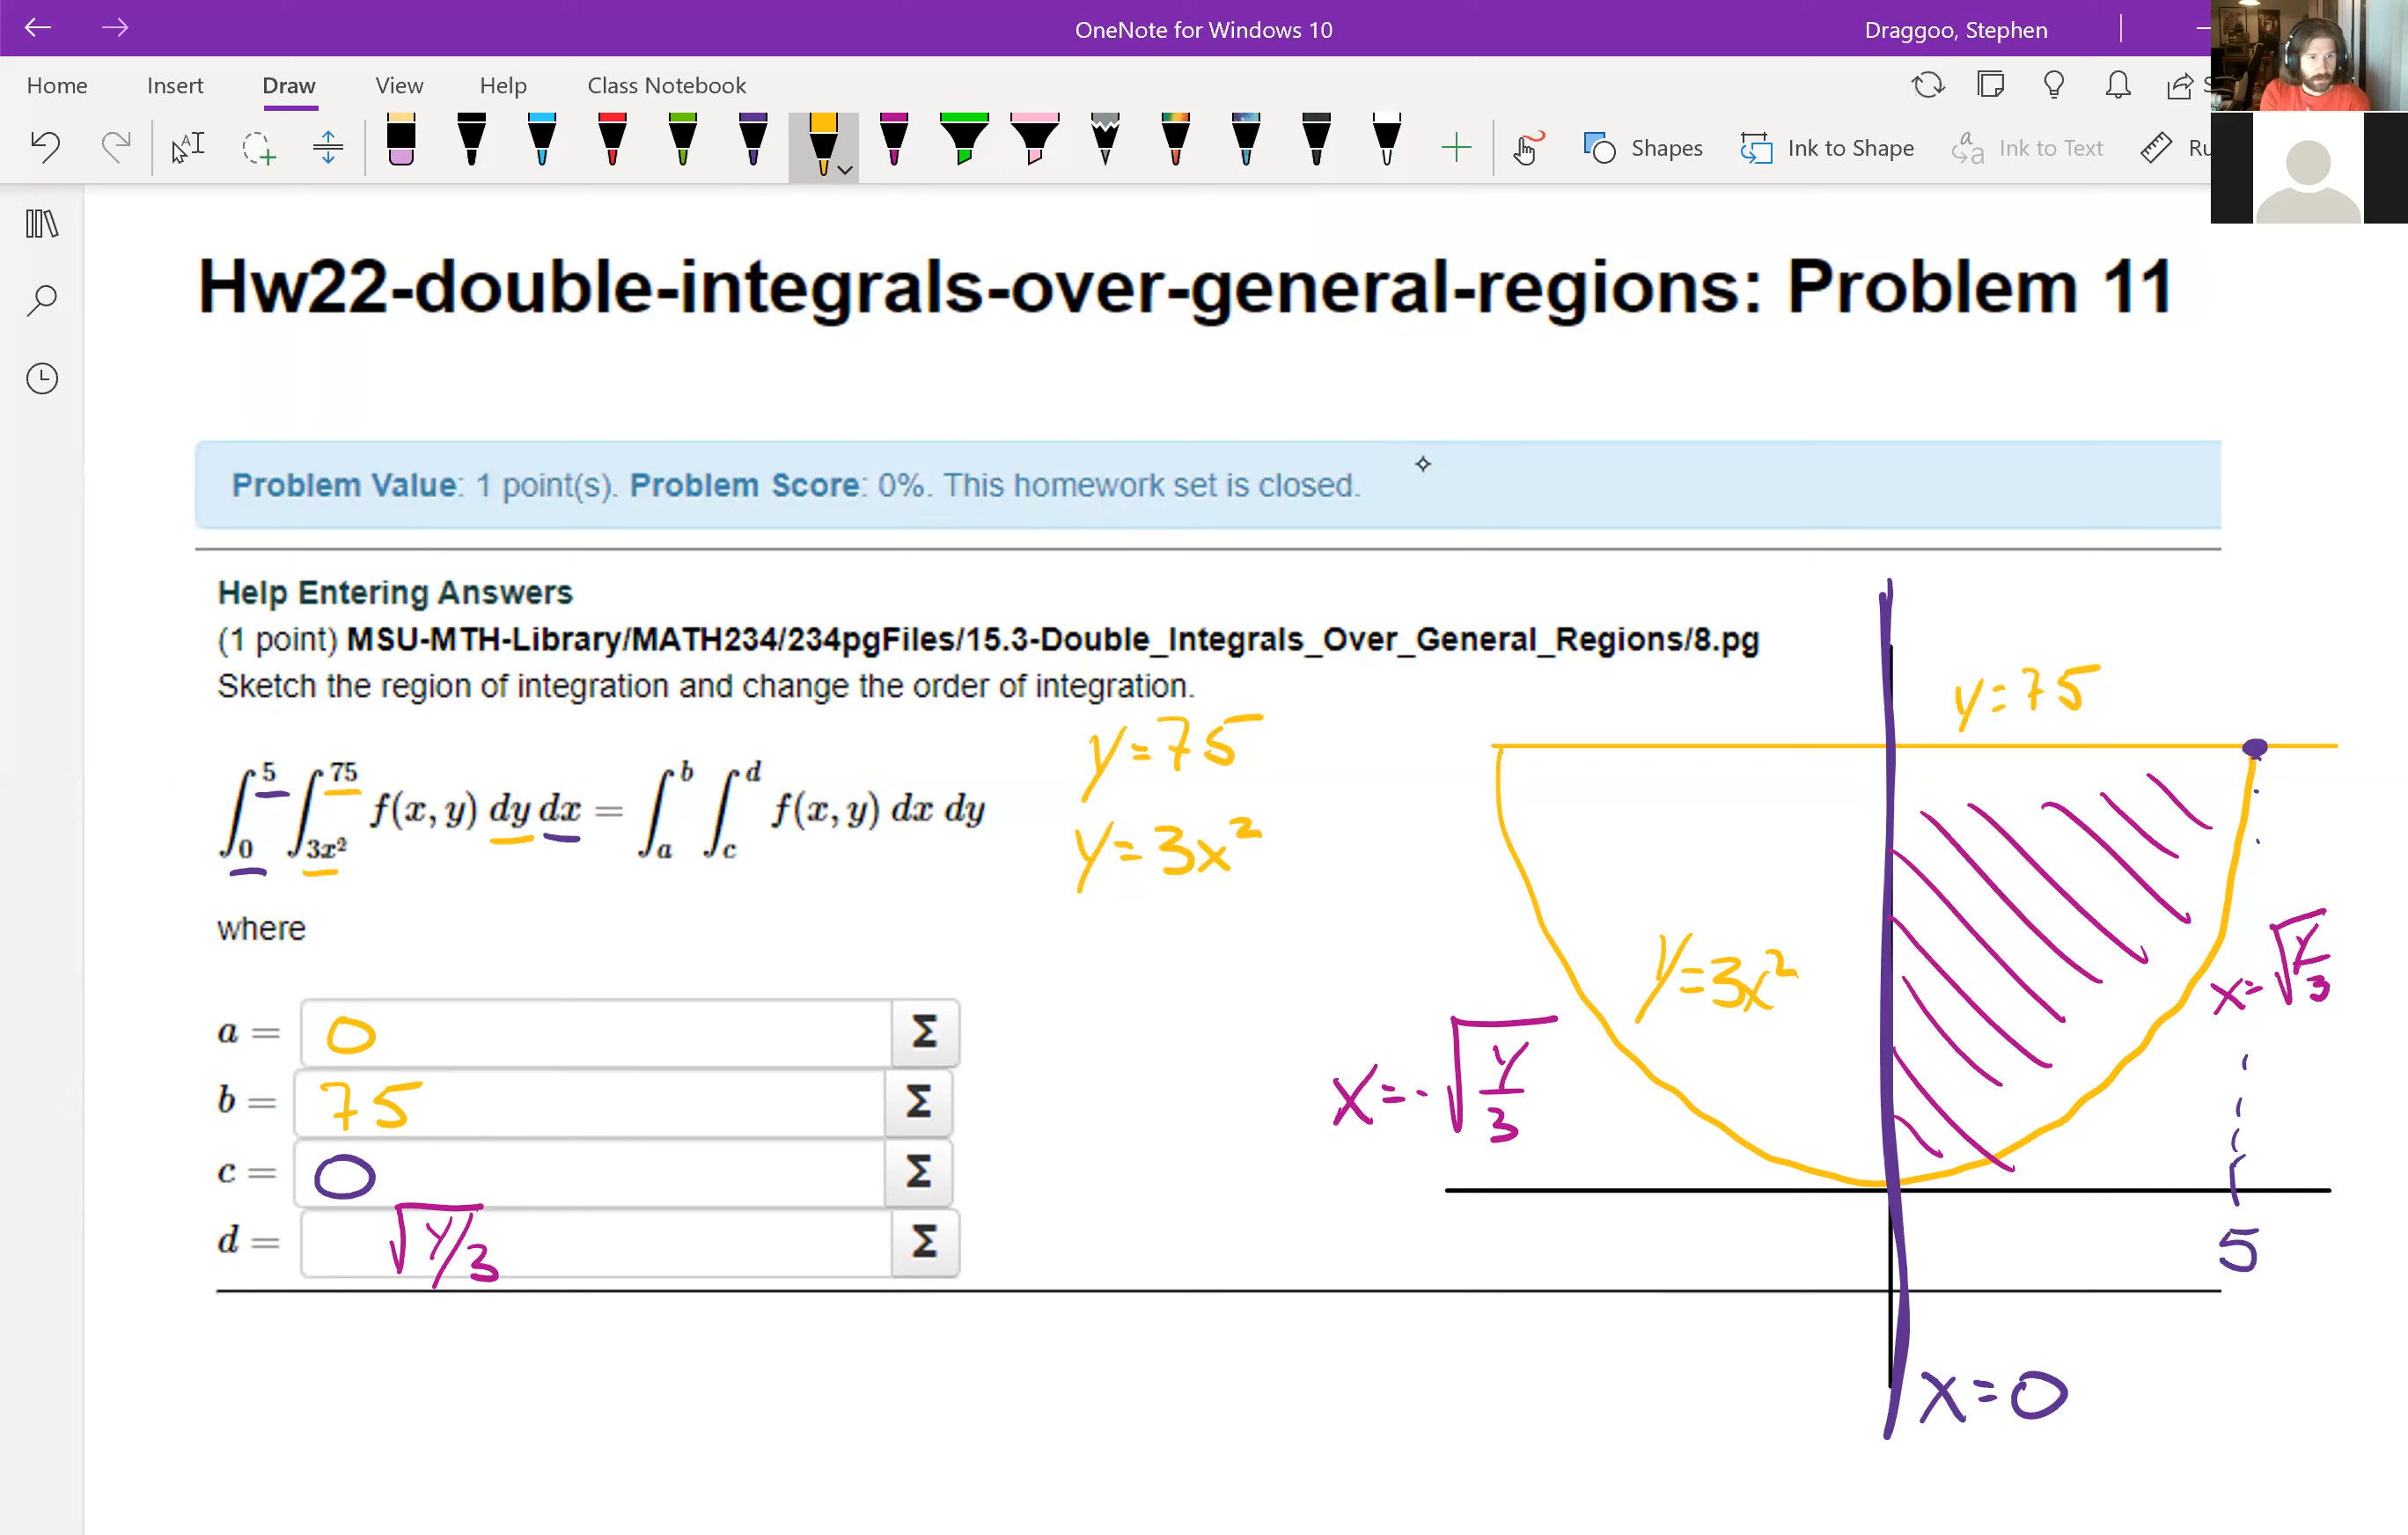 OneNote for Windows 10
Draggoo, Stephen
Home Insert Draw View Help Class Notebook
Shapes Ink to Shape Ink to Text Ru
Hw22-double-integrals-over-general-regions: Problem 11
Problem Value: 1 point(s). Problem Score: 0%. This homework set is closed.
Help Entering Answers
(1 point) MSU-MTH-Library/MATH234/234pgFiles/15.3-Double_Integrals_Over_General_Regions/8.pg
Sketch the region of integration and change the order of integration.
y=75
y=75
∫₀⁵ ∫_{3x²}^{75} f(x, y) dy dx = ∫_a^b ∫_c^d f(x, y) dx dy
y=3x²
where
y=3x²
x=√(y/3)
a = 0 Σ
x=-√(y/3)
b = 75 Σ
c = 0 Σ
d = √(y/3) Σ
5
x=0